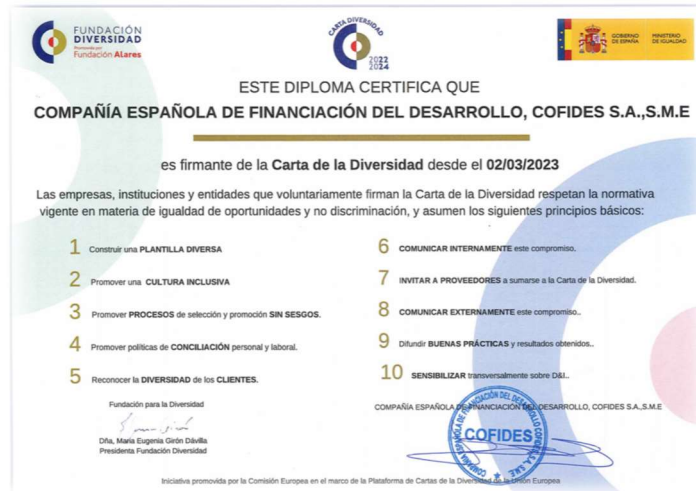 FUNDACIÓN
DIVERSIDAD
Promovida por
Fundación Alares
CARTA DIVERSIDAD
2022
2024
GOBIERNO
DE ESPAÑA
MINISTERIO
DE IGUALDAD
ESTE DIPLOMA CERTIFICA QUE
COMPAÑÍA ESPAÑOLA DE FINANCIACIÓN DEL DESARROLLO, COFIDES S.A.,S.M.E
es firmante de la Carta de la Diversidad desde el 02/03/2023
Las empresas, instituciones y entidades que voluntariamente firman la Carta de la Diversidad respetan la normativa
vigente en materia de igualdad de oportunidades y no discriminación, y asumen los siguientes principios básicos:
1 Construir una PLANTILLA DIVERSA
2 Promover una CULTURA INCLUSIVA
3 Promover PROCESOS de selección y promoción SIN SESGOS.
4 Promover políticas de CONCILIACIÓN personal y laboral.
5 Reconocer la DIVERSIDAD de los CLIENTES.
6 COMUNICAR INTERNAMENTE este compromiso.
7 INVITAR A PROVEEDORES a sumarse a la Carta de la Diversidad.
8 COMUNICAR EXTERNAMENTE este compromiso..
9 Difundir BUENAS PRÁCTICAS y resultados obtenidos..
10 SENSIBILIZAR transversalmente sobre D&I..
Fundación para la Diversidad
Dña, María Eugenia Girón Dávilla
Presidenta Fundación Diversidad
COMPAÑÍA ESPAÑOLA DE FINANCIACIÓN DEL DESARROLLO, COFIDES S.A.,S.M.E
COMPAÑÍA ESPAÑOLA DE FINANCIACIÓN DEL DESARROLLO COFIDES, S.A., S.M.E.
COFIDES
Iniciativa promovida por la Comisión Europea en el marco de la Plataforma de Cartas de la Diversidad de la Unión Europea